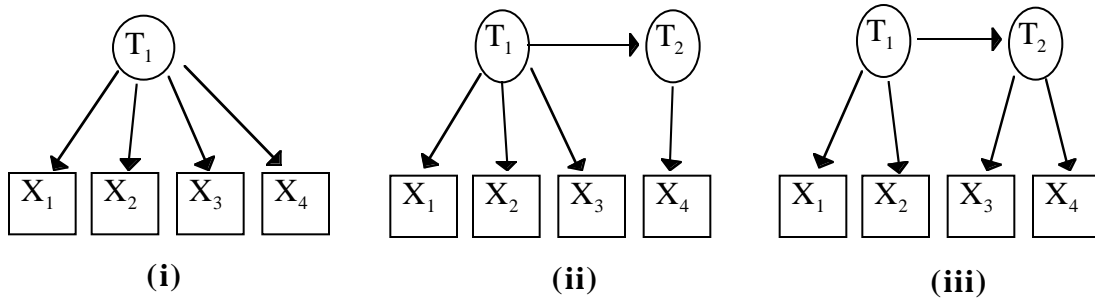 T₁ T₁ T₂ T₁ T₂
X₁ X₂ X₃ X₄ X₁ X₂ X₃ X₄ X₁ X₂ X₃ X₄
(i) (ii) (iii)